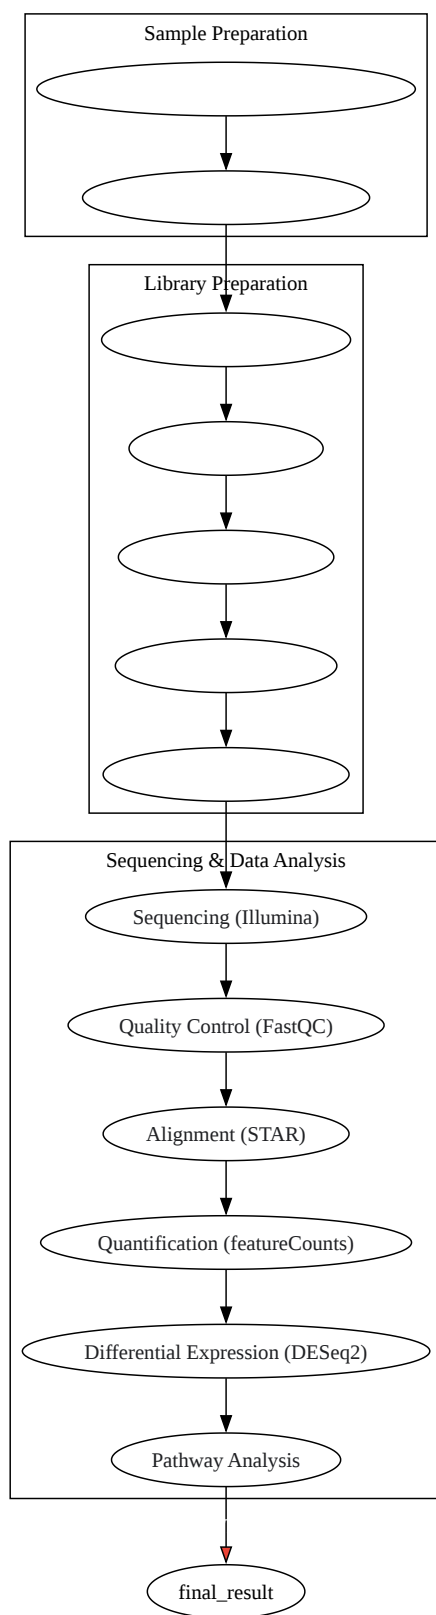 Sample Preparation
Library Preparation
Sequencing & Data Analysis
Sequencing (Illumina)
Quality Control (FastQC)
Alignment (STAR)
Quantification (featureCounts)
Differential Expression (DESeq2)
Pathway Analysis
final_result